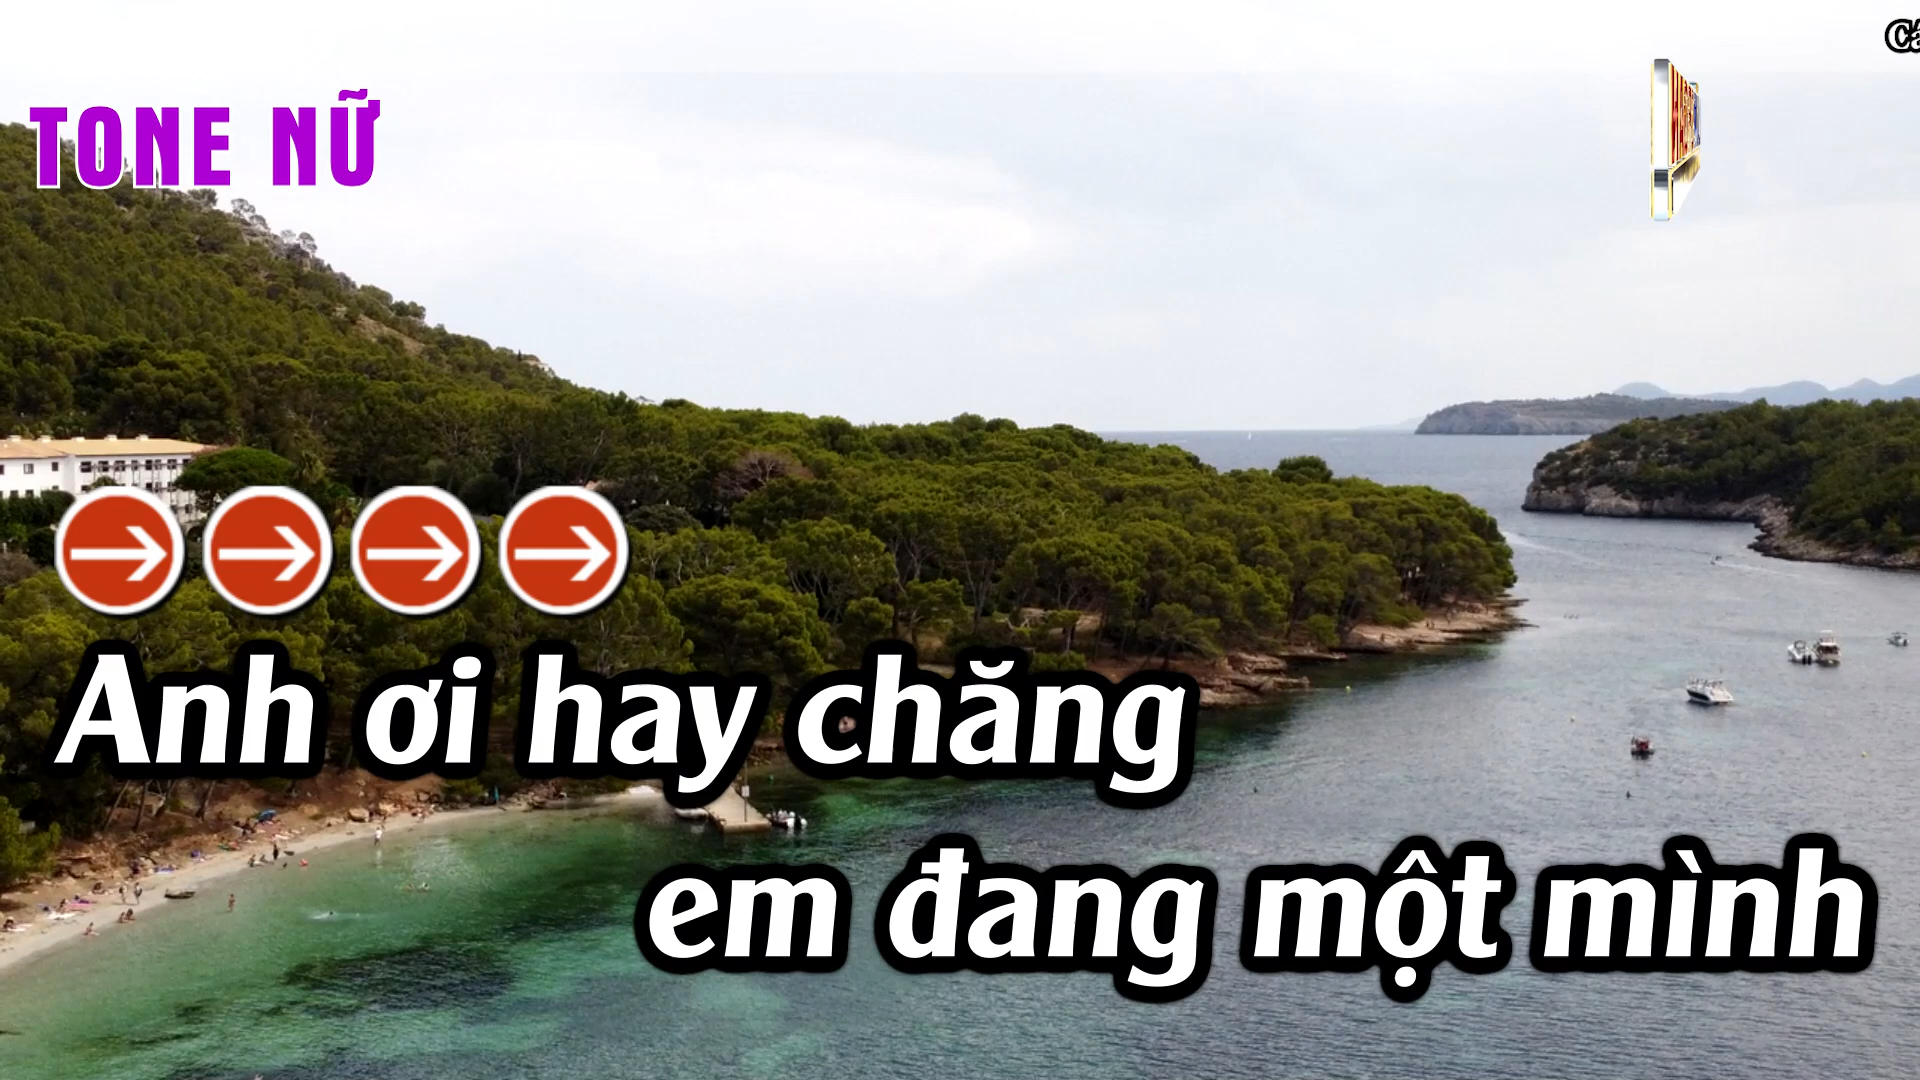 TONE NỮ
Anh ơi hay chăng
em đang một mình